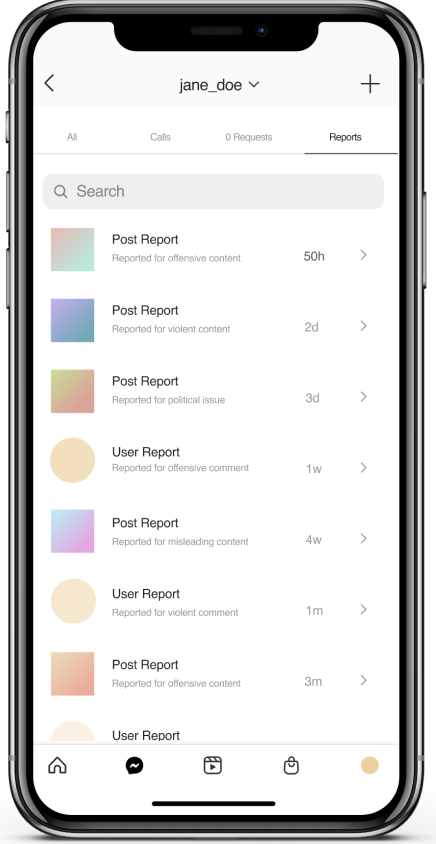 jane_doe
All
Calls
0 Requests
Reports
Search
Post Report
Reported for offensive content
50h
Post Report
Reported for violent content
2d
Post Report
Reported for political issue
3d
User Report
Reported for offensive comment
1w
Post Report
Reported for misleading content
4w
User Report
Reported for violent comment
1m
Post Report
Reported for offensive content
3m
User Report